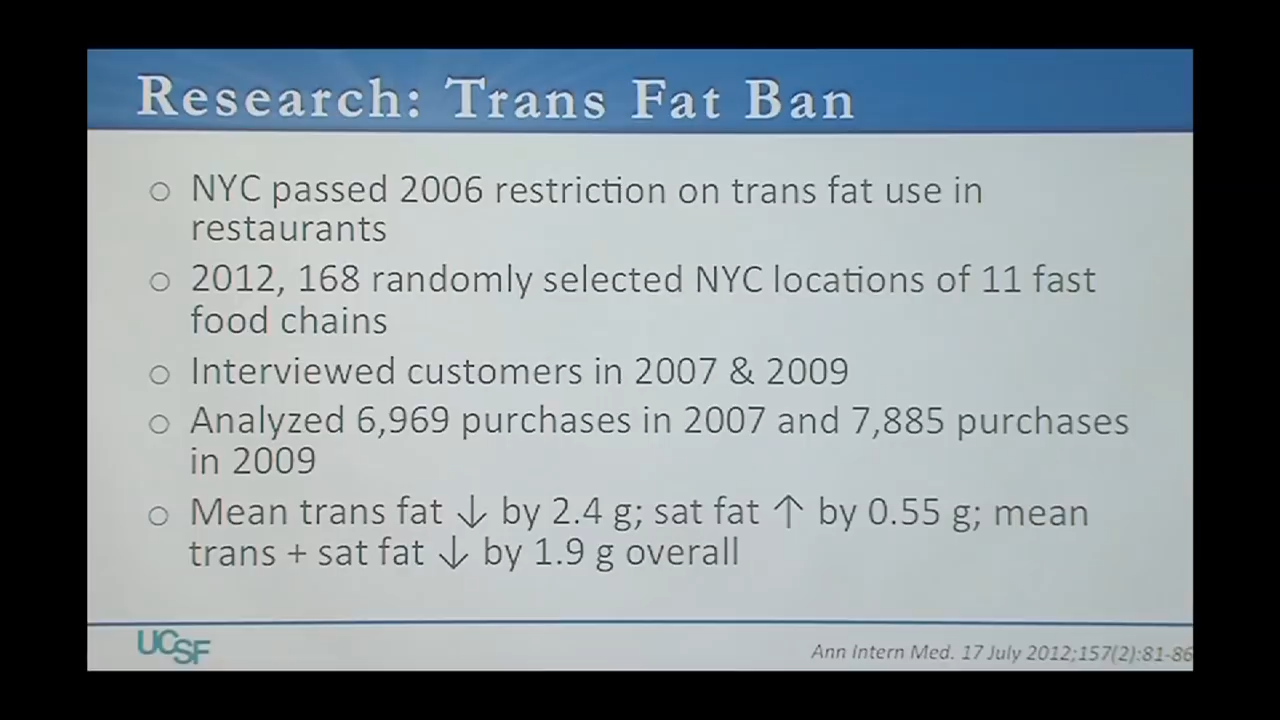 Research: Trans Fat Ban
○ NYC passed 2006 restriction on trans fat use in
restaurants
○ 2012, 168 randomly selected NYC locations of 11 fast
food chains
○ Interviewed customers in 2007 & 2009
○ Analyzed 6,969 purchases in 2007 and 7,885 purchases
in 2009
○ Mean trans fat ↓ by 2.4 g; sat fat ↑ by 0.55 g; mean
trans + sat fat ↓ by 1.9 g overall
UCSF
Ann Intern Med. 17 July 2012;157(2):81-86